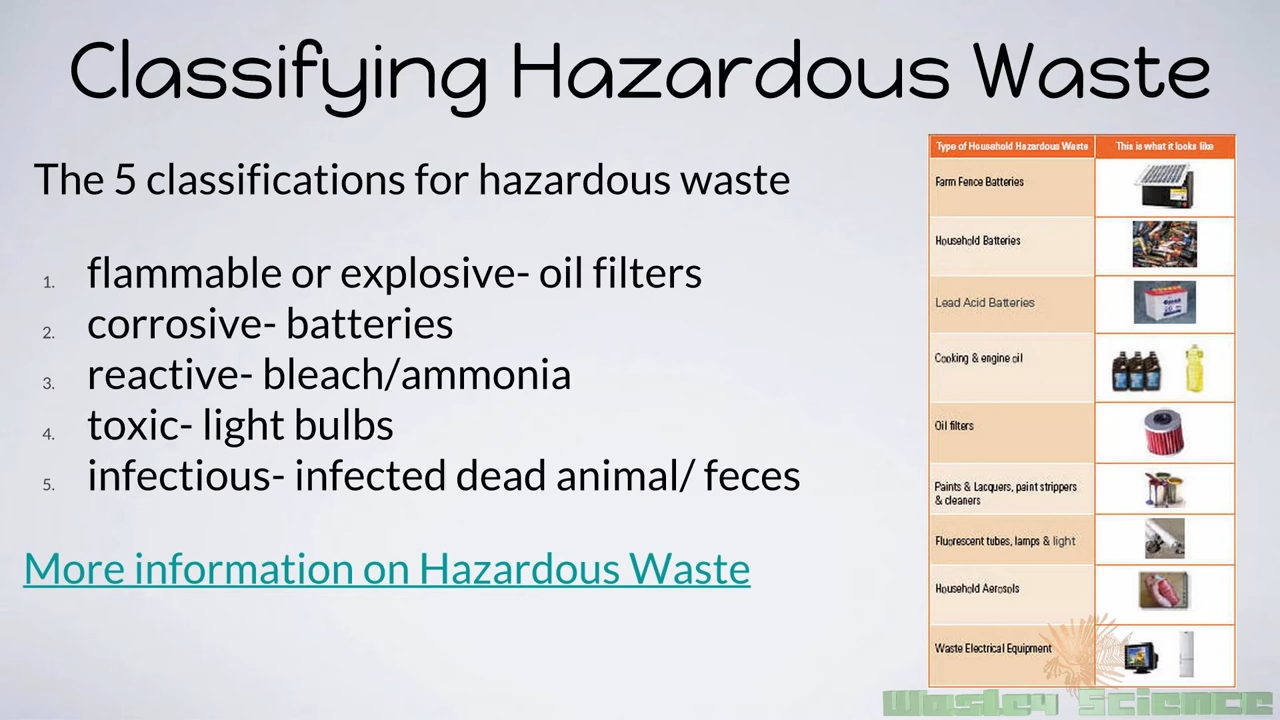 Classifying Hazardous Waste
The 5 classifications for hazardous waste
1. flammable or explosive- oil filters
2. corrosive- batteries
3. reactive- bleach/ammonia
4. toxic- light bulbs
5. infectious- infected dead animal/ feces
More information on Hazardous Waste
Type of Household Hazardous Waste This is what it looks like
Farm Fence Batteries
Household Batteries
Lead Acid Batteries
Cooking & engine oil
Oil filters
Paints & Lacquers, paint strippers
& cleaners
Fluorescent tubes, lamps & light
Household Aerosols
Waste Electrical Equipment
Wasley Science